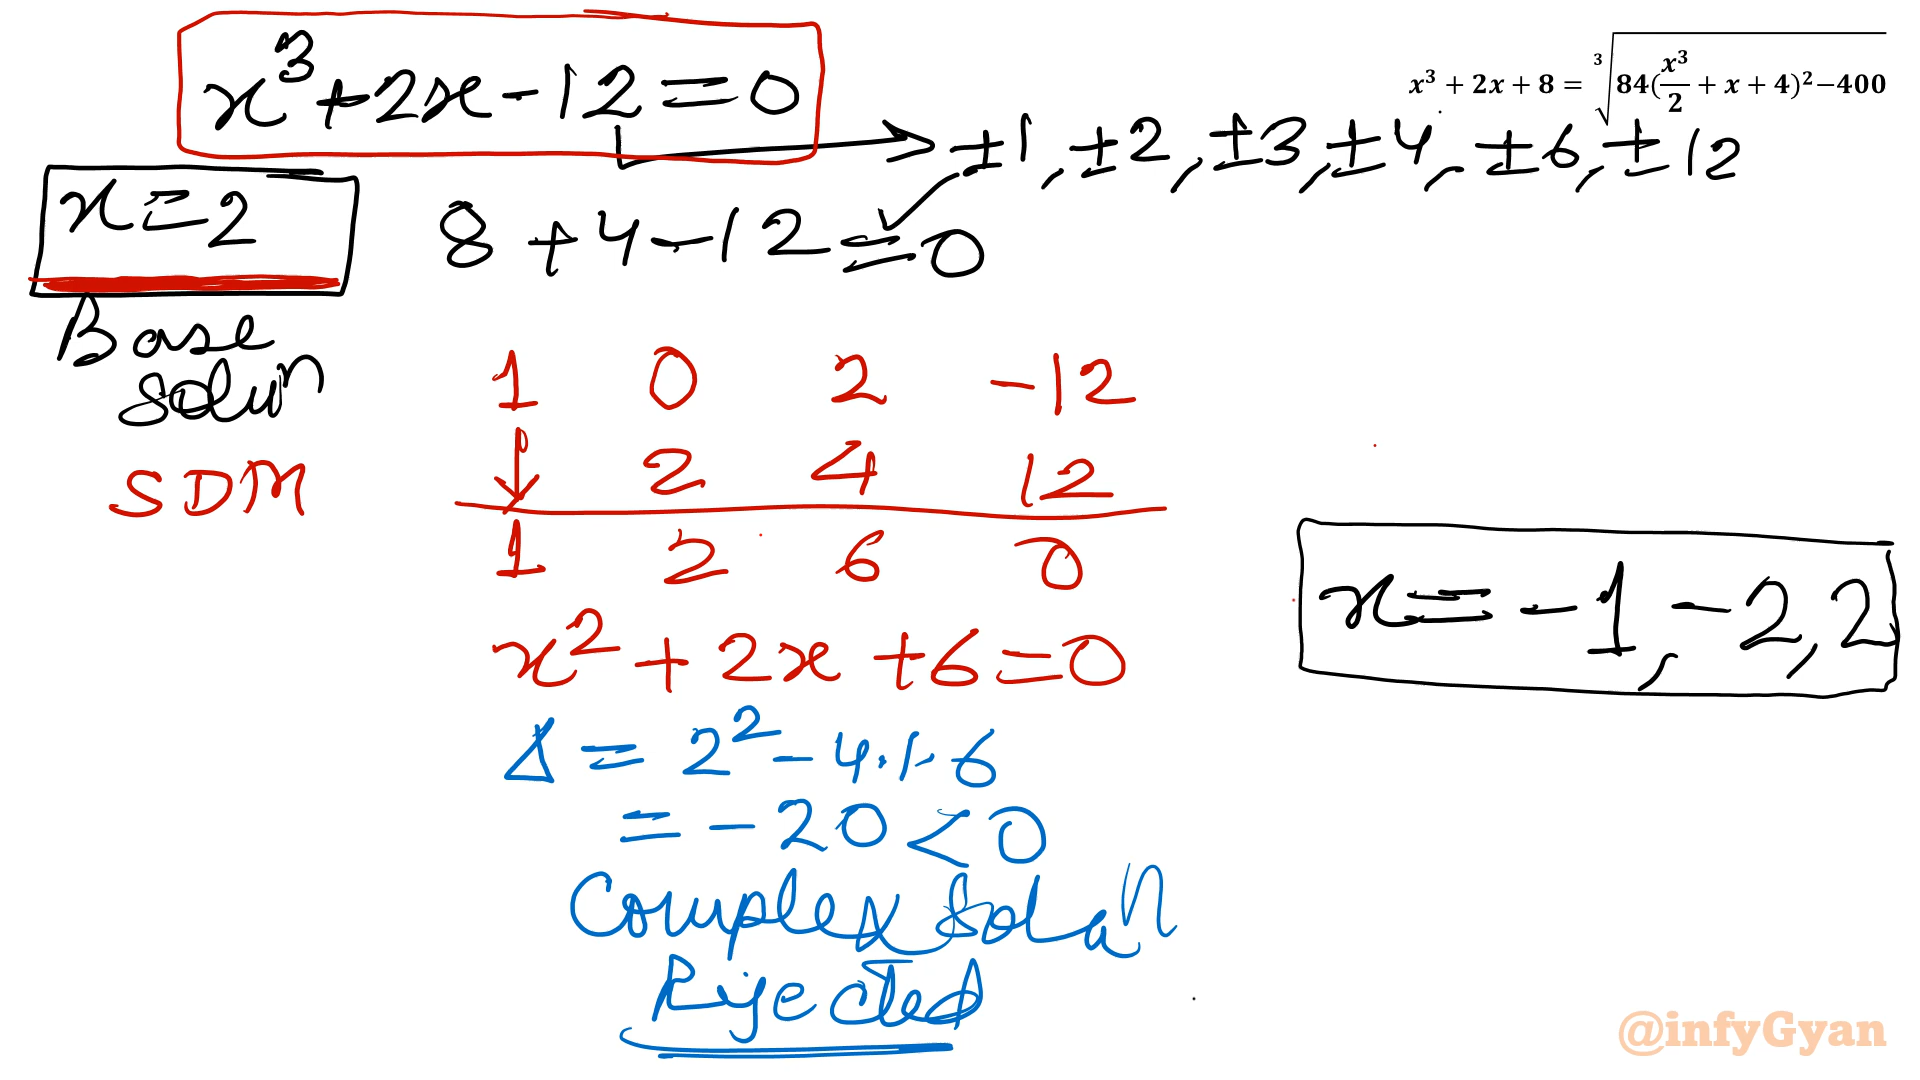 x³+2x-12=0
x³ + 2x + 8 = ∛(84(x³/2 + x + 4)²−400)
±1, ±2, ±3, ±4, ±6, ±12
x=2
8+4-12=0
Base
Soluⁿ
SDM
1 0 2 -12
2 4 12
1 2 6 0
x²+2x+6=0
x=-1,-2,2
Δ=2²-4.1.6
=-20<0
Complex
Rejected
@infyGyan